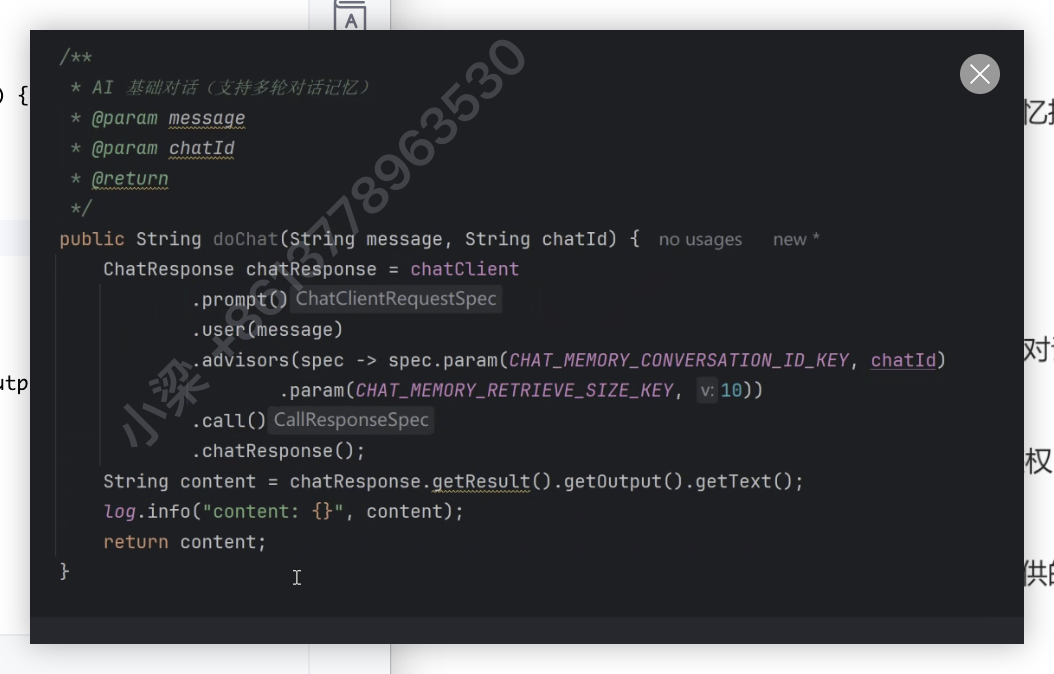 A
/**
* AI 基础对话（支持多轮对话记忆）
* @param message
* @param chatId
* @return
*/
public String doChat(String message, String chatId) { no usages new *
ChatResponse chatResponse = chatClient
.prompt() ChatClientRequestSpec
.user(message)
.advisors(spec -> spec.param(CHAT_MEMORY_CONVERSATION_ID_KEY, chatId)
.param(CHAT_MEMORY_RETRIEVE_SIZE_KEY, v: 10))
.call() CallResponseSpec
.chatResponse();
String content = chatResponse.getResult().getOutput().getText();
log.info("content: {}", content);
return content;
}
小梁 +8613778963530
) {
utp
忆
对
权
供